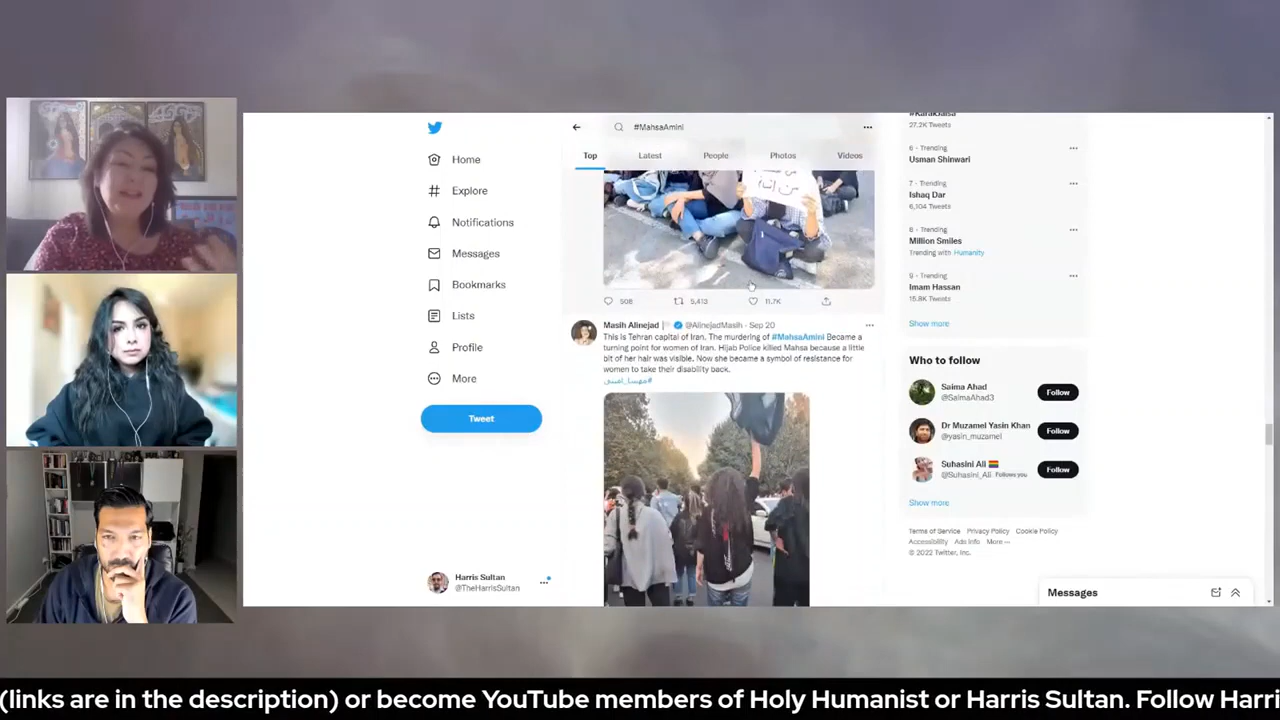 #MahsaAmini
Top
Latest
People
Photos
Videos
Home
Explore
Notifications
Messages
Bookmarks
Lists
Profile
More
Tweet
Harris Sultan
@TheHarrisSultan
508
5,413
11.7K
Masih Alinejad
@AlinejadMasih · Sep 20
This is Tehran capital of Iran. The murdering of #MahsaAmini Became a
turning point for women of Iran. Hijab Police killed Mahsa because a little
bit of her hair was visible. Now she became a symbol of resistance for
women to take their disability back.
#مهسا_امینی
27.2K Tweets
6 · Trending
Usman Shinwari
7 · Trending
Ishaq Dar
6,104 Tweets
8 · Trending
Million Smiles
Trending with Humanity
9 · Trending
Imam Hassan
15.8K Tweets
Show more
Who to follow
Saima Ahad
@SaimaAhad3
Follow
Dr Muzamel Yasin Khan
@yasin_muzamel
Follow
Suhasini Ali
@Suhasini_Ali Follows you
Follow
Show more
Terms of Service Privacy Policy Cookie Policy
Accessibility Ads info More ···
© 2022 Twitter, Inc.
Messages
(links are in the description) or become YouTube members of Holy Humanist or Harris Sultan. Follow Harri